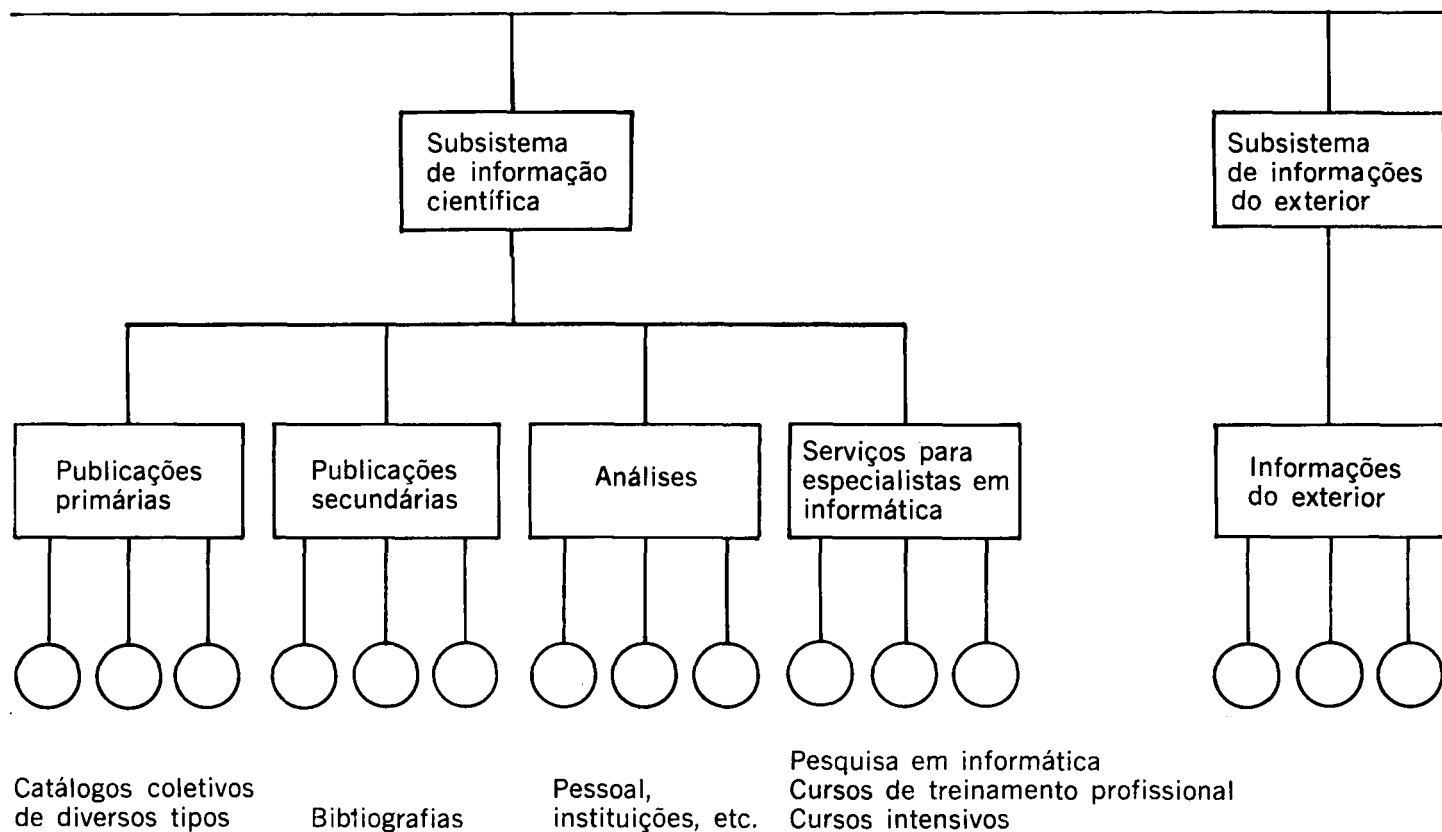 Subsistema
de informação
científica
Subsistema
de informações
do exterior
Publicações
primárias
Publicações
secundárias
Análises
Serviços para
especialistas em
informática
Informações
do exterior
Catálogos coletivos
de diversos tipos
Bibliografias
Pessoal,
instituições, etc.
Pesquisa em informática
Cursos de treinamento profissional
Cursos intensivos